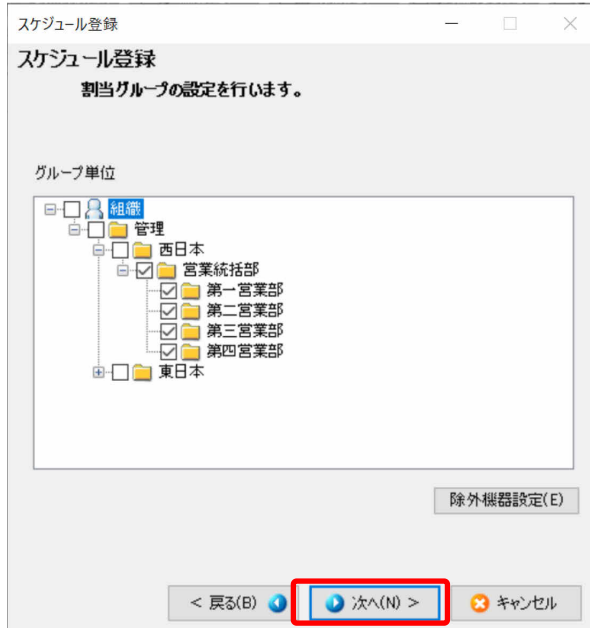 スケジュール登録
スケジュール登録
割当グループの設定を行います。
グループ単位
組織
管理
西日本
営業統括部
第一営業部
第二営業部
第三営業部
第四営業部
東日本
除外機器設定(E)
< 戻る(B)
次へ(N) >
キャンセル